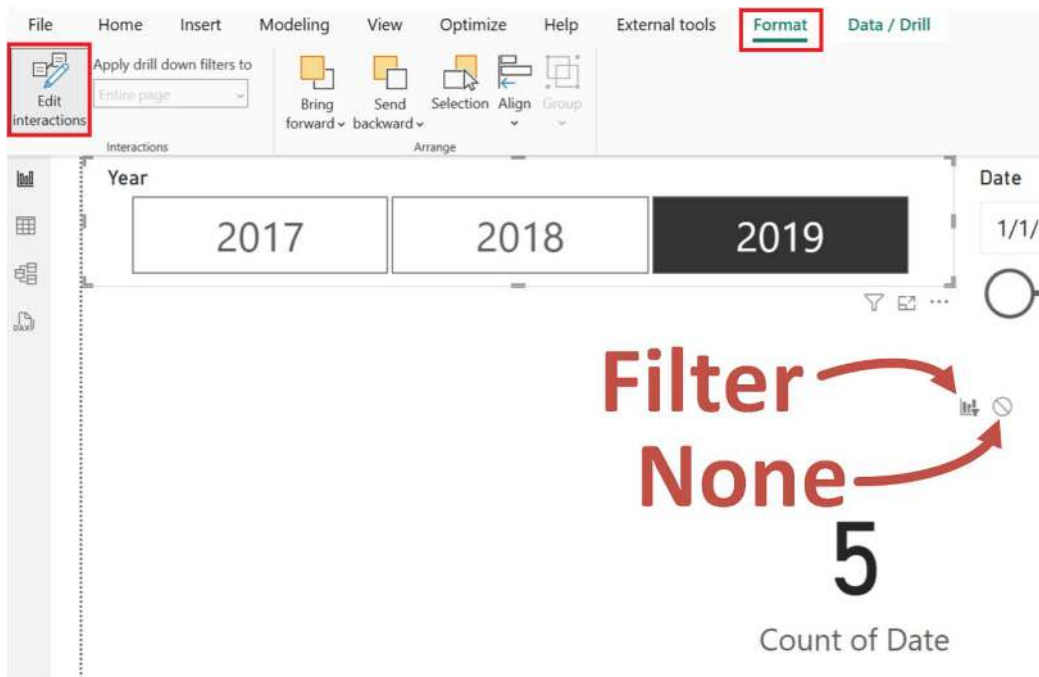 File Home Insert Modeling View Optimize Help External tools Format Data / Drill
Apply drill down filters to
Entire page
Edit
interactions
Bring
forward
Send
backward
Selection
Align
Group
Interactions
Arrange
Year
Date
2017 2018 2019
1/1/
Filter
None
5
Count of Date
DAX